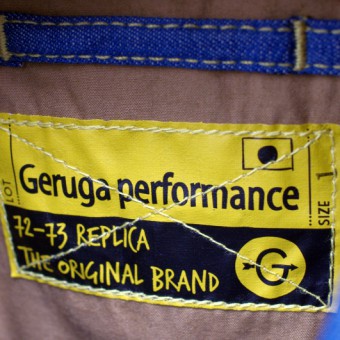 LOT
Geruga performance
SIZE 1
72-73 REPLICA
THE ORIGINAL BRAND
G